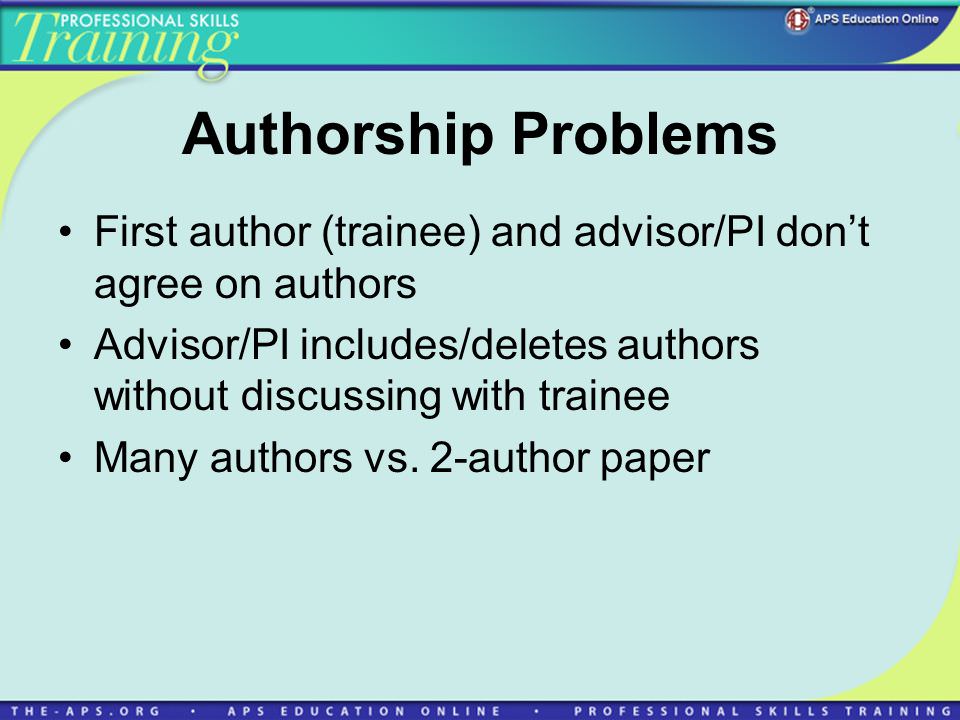 PROFESSIONAL SKILLS
Training
® APS Education Online
Authorship Problems
• First author (trainee) and advisor/PI don’t
agree on authors
• Advisor/PI includes/deletes authors
without discussing with trainee
• Many authors vs. 2-author paper
THE-APS.ORG • APS EDUCATION ONLINE • PROFESSIONAL SKILLS TRAINING